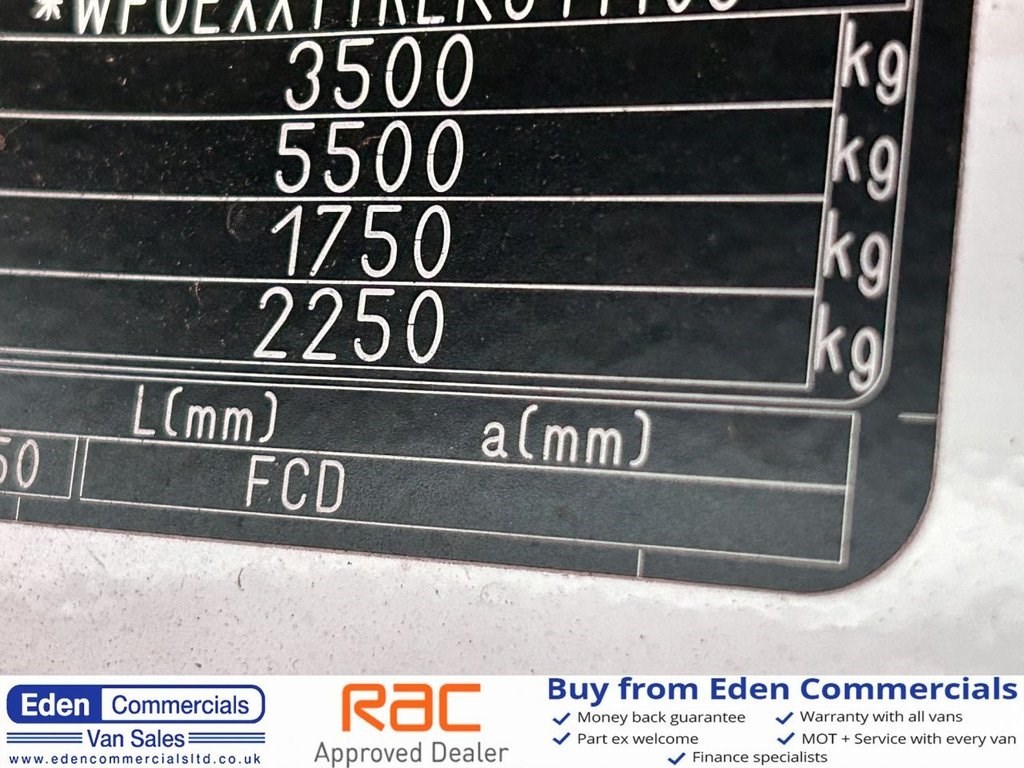 3500 kg
5500 kg
1750 kg
2250 kg
L(mm) a(mm)
50 FCD
Eden Commercials
Van Sales
www.edencommercialsltd.co.uk
RAC
Approved Dealer
Buy from Eden Commercials
Money back guarantee Warranty with all vans
Part ex welcome MOT + Service with every van
Finance specialists